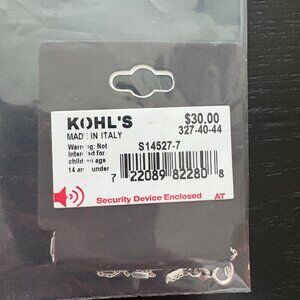 KOHL'S $30.00
MADE IN ITALY 327-40-44
Warning: Not
Intended for
children age
14 and under
S14527-7
7 22089 82280 8
Security Device Enclosed AT